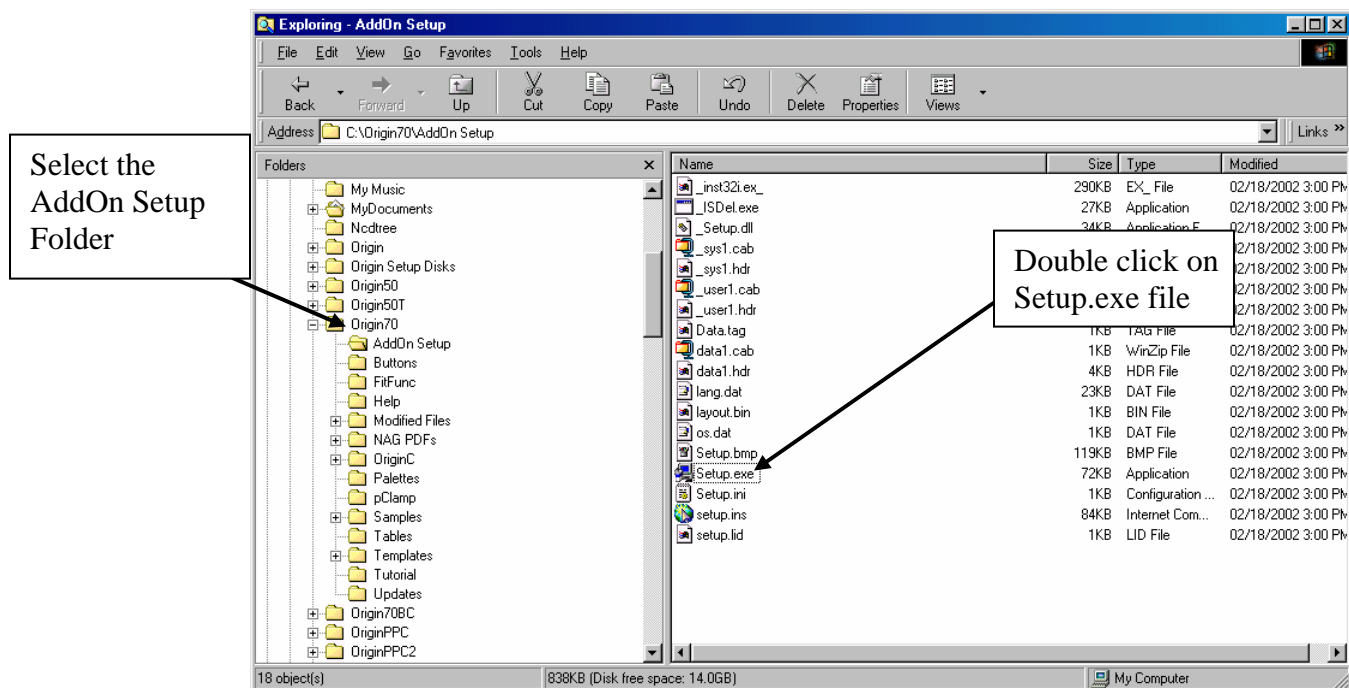 Exploring - AddOn Setup
File Edit View Go Favorites Tools Help
Back Forward Up Cut Copy Paste Undo Delete Properties Views
Address C:\Origin70\AddOn Setup Links »
Select the
AddOn Setup
Folder
Folders
My Music
MyDocuments
Ncdtree
Origin
Origin Setup Disks
Origin50
Origin50T
Origin70
AddOn Setup
Buttons
FitFunc
Help
Modified Files
NAG PDFs
OriginC
Palettes
pClamp
Samples
Tables
Templates
Tutorial
Updates
Origin70BC
OriginPPC
OriginPPC2
Name Size Type Modified
_inst32i.ex_ 290KB EX_ File 02/18/2002 3:00 PM
_ISDel.exe 27KB Application 02/18/2002 3:00 PM
_Setup.dll 34KB Application 02/18/2002 3:00 PM
_sys1.cab 02/18/2002 3:00 PM
_sys1.hdr 02/18/2002 3:00 PM
_user1.cab 02/18/2002 3:00 PM
_user1.hdr 02/18/2002 3:00 PM
Data.tag 1KB TAG File 02/18/2002 3:00 PM
data1.cab 1KB WinZip File 02/18/2002 3:00 PM
data1.hdr 4KB HDR File 02/18/2002 3:00 PM
lang.dat 23KB DAT File 02/18/2002 3:00 PM
layout.bin 1KB BIN File 02/18/2002 3:00 PM
os.dat 1KB DAT File 02/18/2002 3:00 PM
Setup.bmp 119KB BMP File 02/18/2002 3:00 PM
Setup.exe 72KB Application 02/18/2002 3:00 PM
Setup.ini 1KB Configuration ... 02/18/2002 3:00 PM
setup.ins 84KB Internet Com... 02/18/2002 3:00 PM
setup.lid 1KB LID File 02/18/2002 3:00 PM
Double click on
Setup.exe file
18 object(s) 838KB (Disk free space: 14.0GB) My Computer